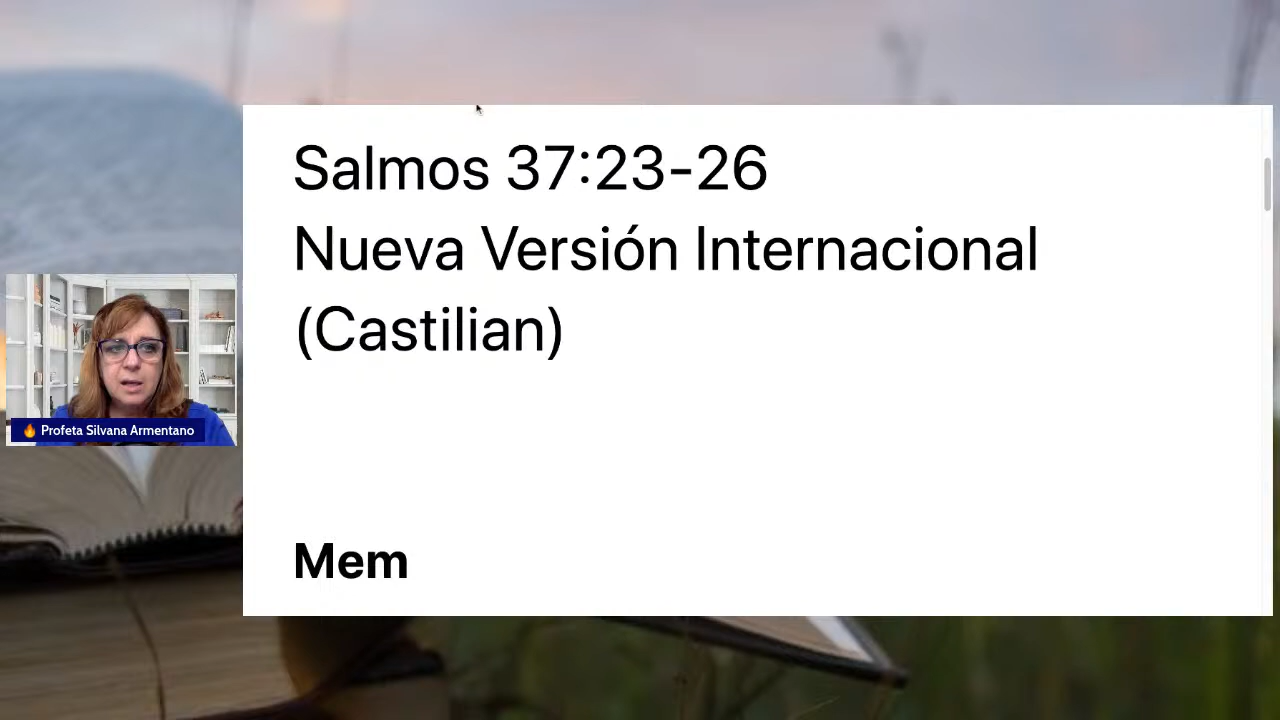 Salmos 37:23-26
Nueva Versión Internacional
(Castilian)
🔥 Profeta Silvana Armentano
Mem